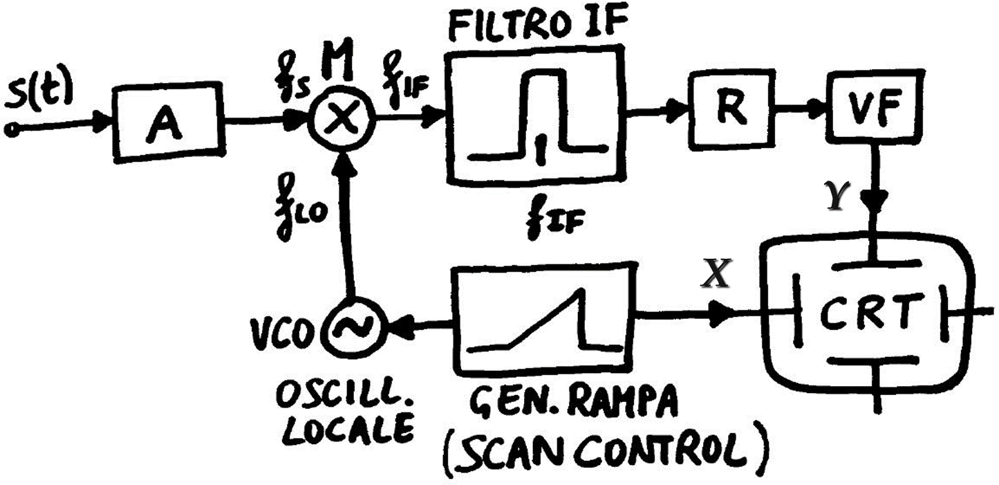 FILTRO IF
S(t)
A
fS
M
X
fIF
R
VF
fLO
fIF
Y
X
CRT
VCO
OSCILL.
LOCALE
GEN. RAMPA
(SCAN CONTROL)